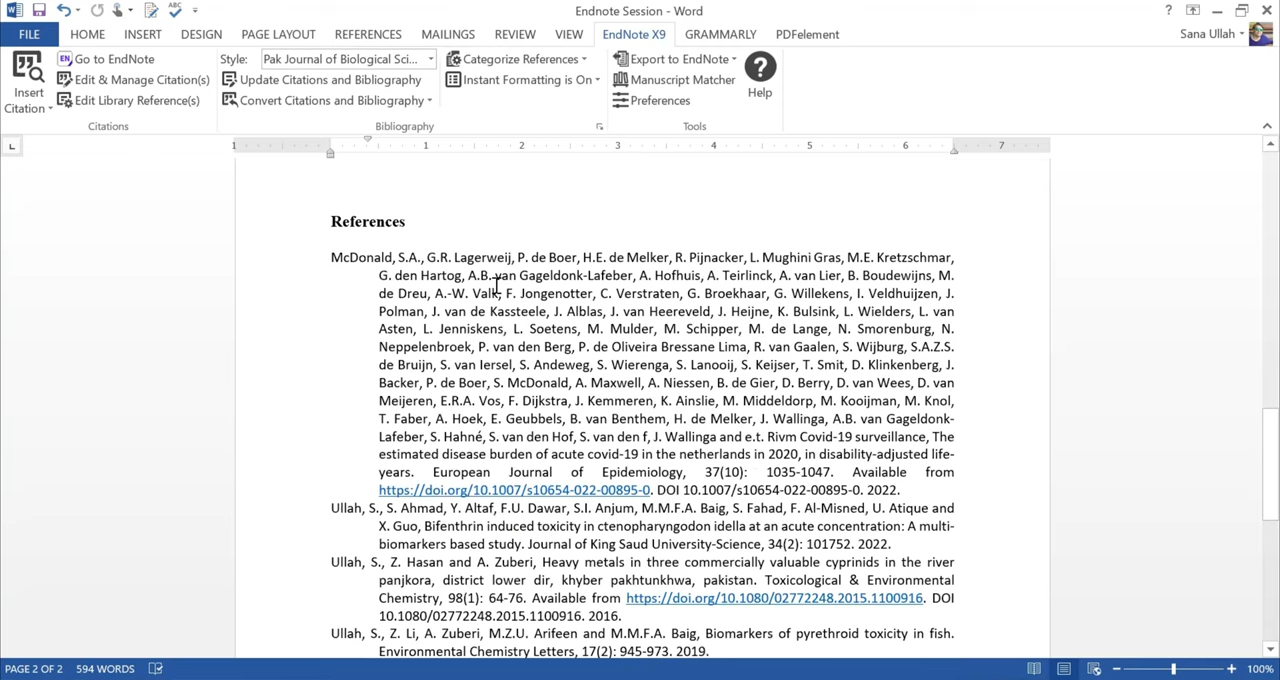 Endnote Session - Word
FILE HOME INSERT DESIGN PAGE LAYOUT REFERENCES MAILINGS REVIEW VIEW EndNote X9 GRAMMARLY PDFelement Sana Ullah
Insert Citation
Go to EndNote
Edit & Manage Citation(s)
Edit Library Reference(s)
Citations
Style: Pak Journal of Biological Sci...
Update Citations and Bibliography
Convert Citations and Bibliography
Categorize References
Instant Formatting is On
Bibliography
Export to EndNote
Manuscript Matcher
Preferences
Help
Tools
1 1 2 3 4 5 6 7
References
McDonald, S.A., G.R. Lagerweij, P. de Boer, H.E. de Melker, R. Pijnacker, L. Mughini Gras, M.E. Kretzschmar,
G. den Hartog, A.B. van Gageldonk-Lafeber, A. Hofhuis, A. Teirlinck, A. van Lier, B. Boudewijns, M.
de Dreu, A.-W. Valk, F. Jongenotter, C. Verstraten, G. Broekhaar, G. Willekens, I. Veldhuijzen, J.
Polman, J. van de Kassteele, J. Alblas, J. van Heereveld, J. Heijne, K. Bulsink, L. Wielders, L. van
Asten, L. Jenniskens, L. Soetens, M. Mulder, M. Schipper, M. de Lange, N. Smorenburg, N.
Neppelenbroek, P. van den Berg, P. de Oliveira Bressane Lima, R. van Gaalen, S. Wijburg, S.A.Z.S.
de Bruijn, S. van Iersel, S. Andeweg, S. Wierenga, S. Lanooij, S. Keijser, T. Smit, D. Klinkenberg, J.
Backer, P. de Boer, S. McDonald, A. Maxwell, A. Niessen, B. de Gier, D. Berry, D. van Wees, D. van
Meijeren, E.R.A. Vos, F. Dijkstra, J. Kemmeren, K. Ainslie, M. Middeldorp, M. Kooijman, M. Knol,
T. Faber, A. Hoek, E. Geubbels, B. van Benthem, H. de Melker, J. Wallinga, A.B. van Gageldonk-
Lafeber, S. Hahné, S. van den Hof, S. van den f, J. Wallinga and e.t. Rivm Covid-19 surveillance, The
estimated disease burden of acute covid-19 in the netherlands in 2020, in disability-adjusted life-
years. European Journal of Epidemiology, 37(10): 1035-1047. Available from
https://doi.org/10.1007/s10654-022-00895-0. DOI 10.1007/s10654-022-00895-0. 2022.
Ullah, S., S. Ahmad, Y. Altaf, F.U. Dawar, S.I. Anjum, M.M.F.A. Baig, S. Fahad, F. Al-Misned, U. Atique and
X. Guo, Bifenthrin induced toxicity in ctenopharyngodon idella at an acute concentration: A multi-
biomarkers based study. Journal of King Saud University-Science, 34(2): 101752. 2022.
Ullah, S., Z. Hasan and A. Zuberi, Heavy metals in three commercially valuable cyprinids in the river
panjkora, district lower dir, khyber pakhtunkhwa, pakistan. Toxicological & Environmental
Chemistry, 98(1): 64-76. Available from https://doi.org/10.1080/02772248.2015.1100916. DOI
10.1080/02772248.2015.1100916. 2016.
Ullah, S., Z. Li, A. Zuberi, M.Z.U. Arifeen and M.M.F.A. Baig, Biomarkers of pyrethroid toxicity in fish.
Environmental Chemistry Letters, 17(2): 945-973. 2019.
PAGE 2 OF 2 594 WORDS 100%